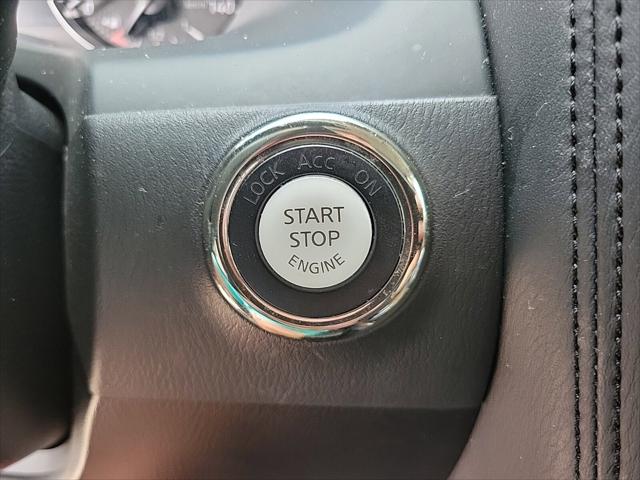 LOCK Acc ON
START
STOP
ENGINE